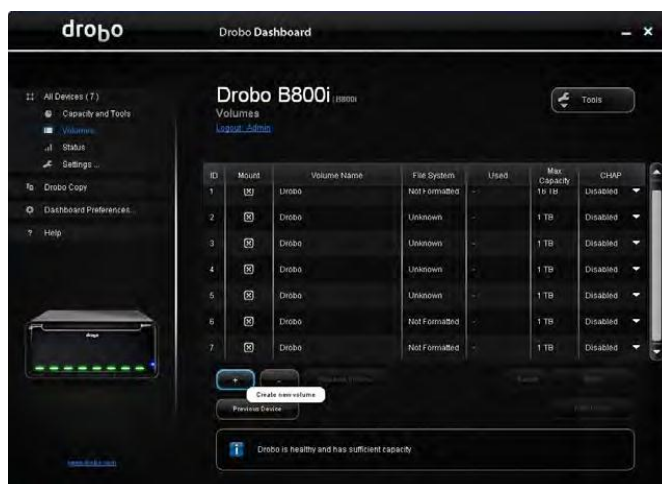 drobo
Drobo Dashboard
All Devices (7)
Capacity and Tools
Volumes
Status
Settings ...
Drobo Copy
Dashboard Preferences...
? Help
Drobo B800i B800i
Volumes
Logout: Admin
Tools
ID Mount Volume Name File System Used Max Capacity CHAP
1 Drobo Not Formatted - 16 TB Disabled
2 Drobo Unknown - 1 TB Disabled
3 Drobo Unknown - 1 TB Disabled
4 Drobo Unknown - 1 TB Disabled
5 Drobo Unknown - 1 TB Disabled
6 Drobo Not Formatted - 1 TB Disabled
7 Drobo Not Formatted - 1 TB Disabled
+ -
Create new volume
Previous Device
Drobo is healthy and has sufficient capacity
drobo
www.drobo.com